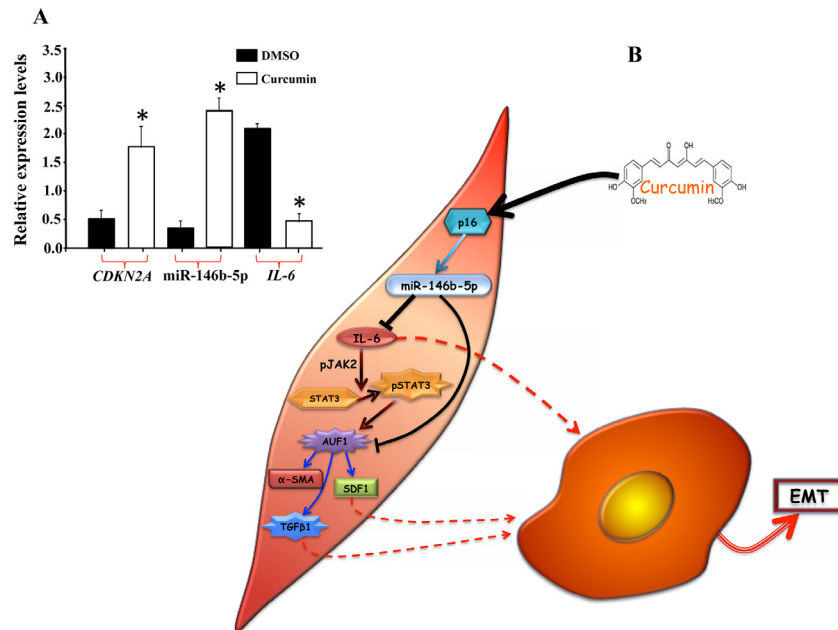 A
B
Relative expression levels
3.5
3.0
2.5
2.0
1.5
1.0
0.5
0.0
DMSO
Curcumin
*
*
*
CDKN2A
miR-146b-5p
IL-6
O
OH
HO
OCH₃
Curcumin
OH
H₃CO
p16
miR-146b-5p
IL-6
pJAK2
STAT3
pSTAT3
AUF1
α-SMA
SDF1
TGFβ1
EMT